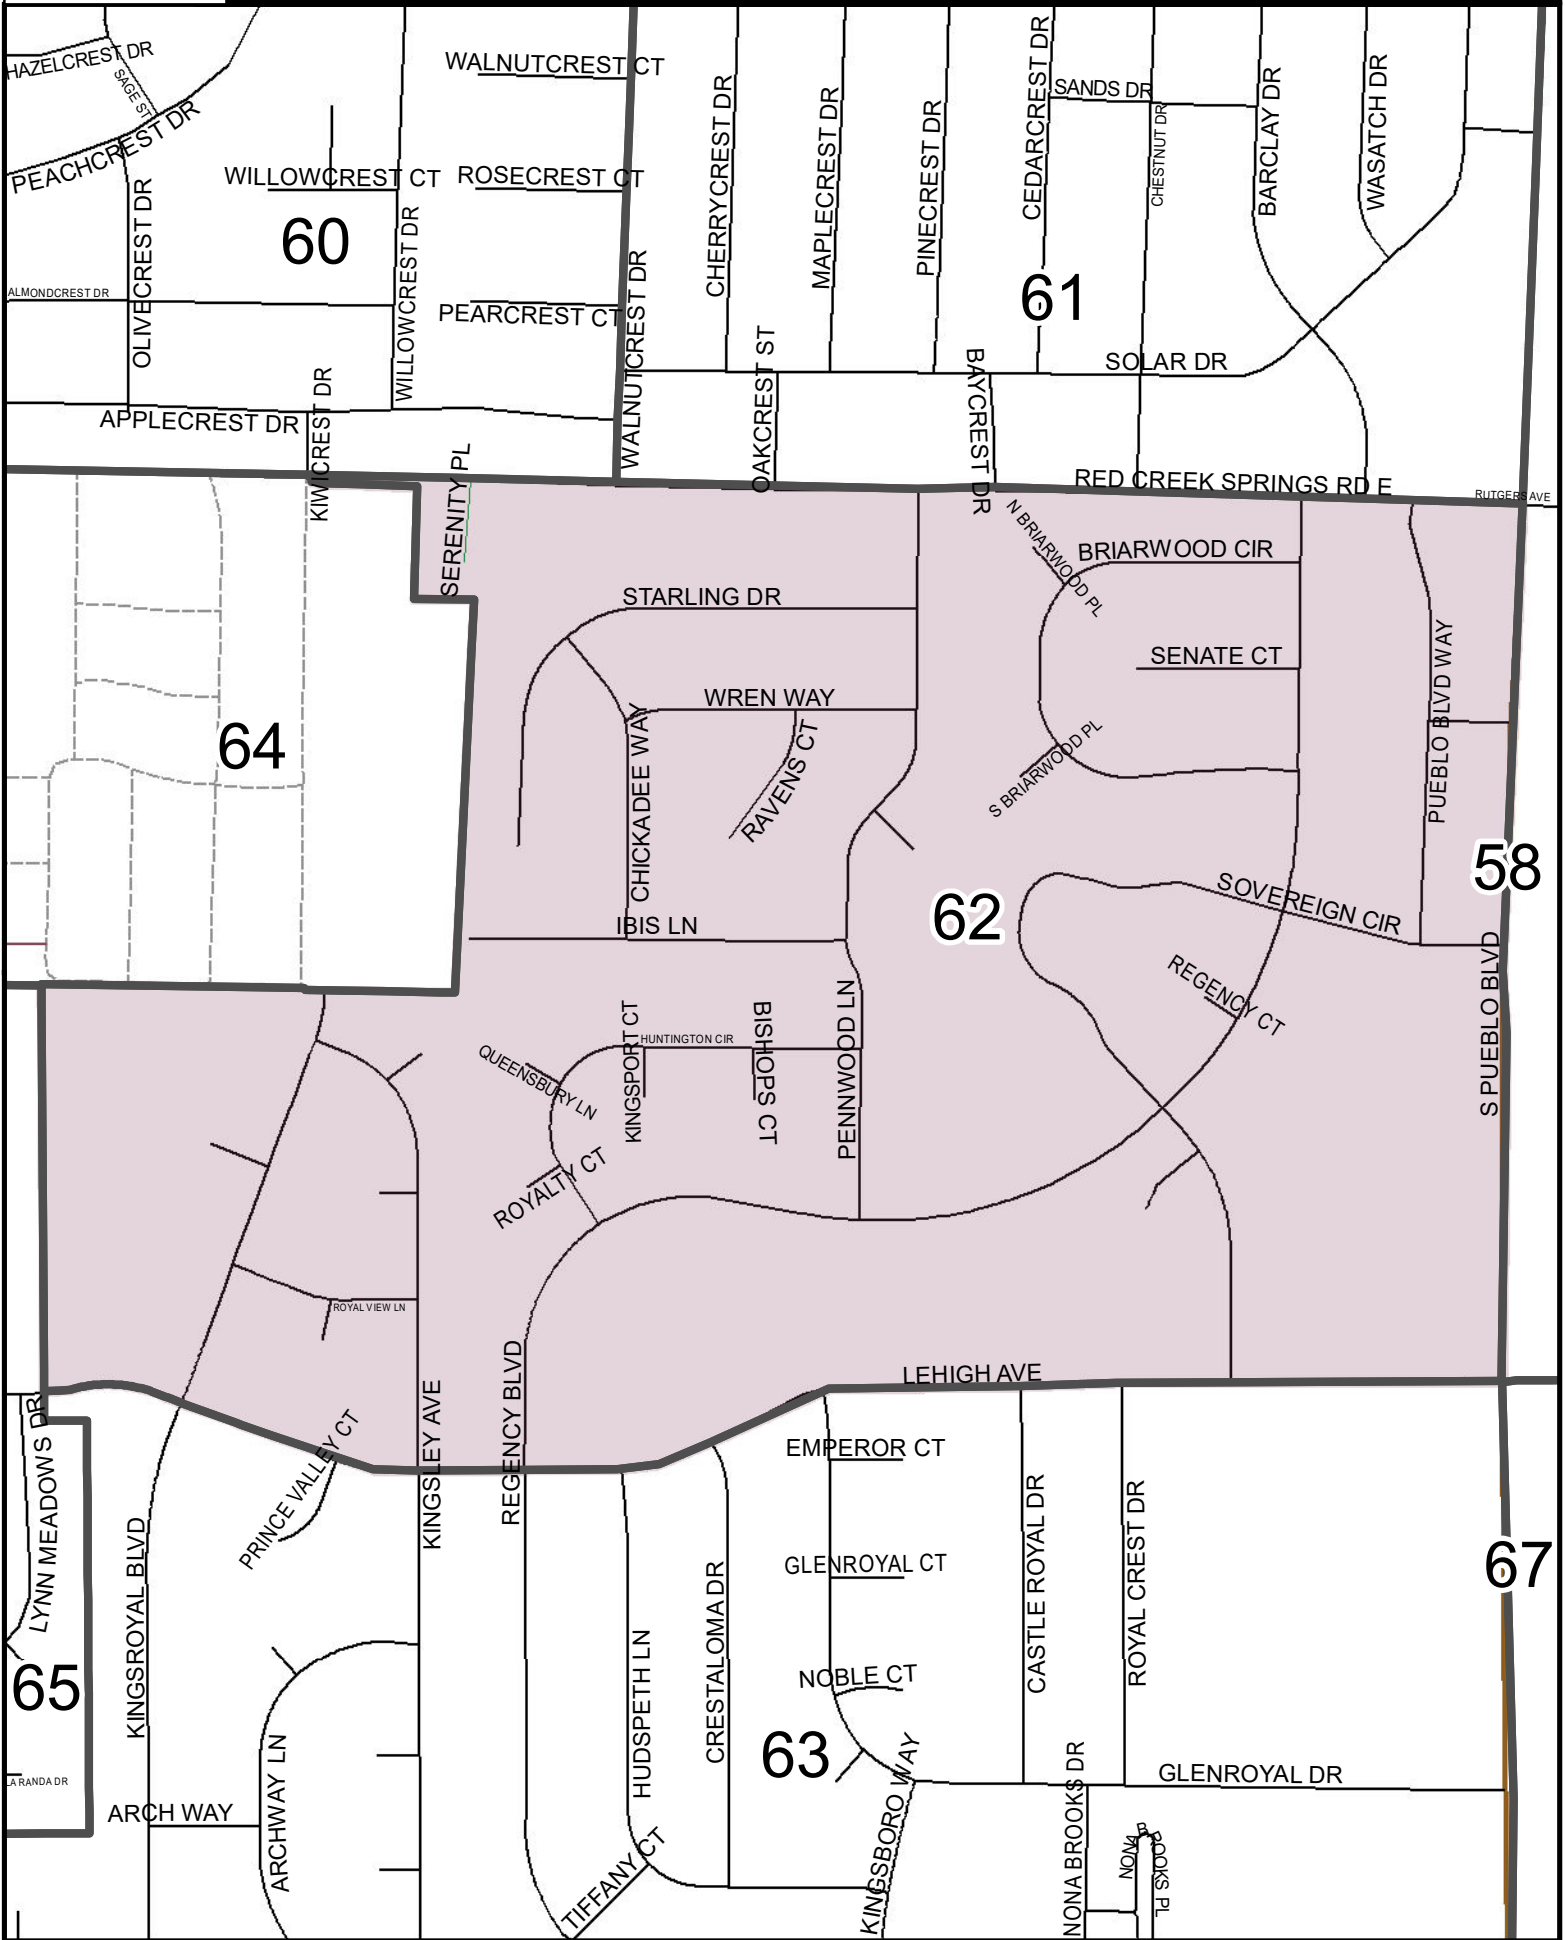 HAZELCREST DR
SAGE ST
PEACHCREST DR
WALNUTCREST CT
WILLOWCREST CT
ROSECREST CT
60
OLIVECREST DR
WILLOWCREST DR
ALMONDCREST DR
PEARCREST CT
WALNUTCREST DR
APPLECREST DR
KIWICREST DR
SERENITY PL
CHERRYCREST DR
MAPLECREST DR
PINECREST DR
CEDARCREST DR
SANDS DR
CHESTNUT DR
BARCLAY DR
WASATCH DR
61
OAKCREST ST
BAYCREST DR
SOLAR DR
RED CREEK SPRINGS RD E
RUTGERS AVE
N BRIARWOOD PL
BRIARWOOD CIR
STARLING DR
SENATE CT
PUEBLO BLVD WAY
WREN WAY
64
CHICKADEE WAY
RAVENS CT
S BRIARWOOD PL
58
62
SOVEREIGN CIR
IBIS LN
S PUEBLO BLVD
REGENCY CT
KINGSPORT CT
HUNTINGTON CIR
BISHOPS CT
PENNWOOD LN
QUEENSBURY LN
ROYALTY CT
ROYAL VIEW LN
REGENCY BLVD
LEHIGH AVE
KINGSLEY AVE
LYNN MEADOWS DR
PRINCE VALLEY CT
EMPEROR CT
KINGSROYAL BLVD
CASTLE ROYAL DR
ROYAL CREST DR
67
GLENROYAL CT
HUDSPETH LN
CRESTALOMA DR
NOBLE CT
65
63
KINGSBORO WAY
NONA BROOKS DR
GLENROYAL DR
LA RANDA DR
ARCH WAY
ARCHWAY LN
TIFFANY CT
NONA BROOKS PL